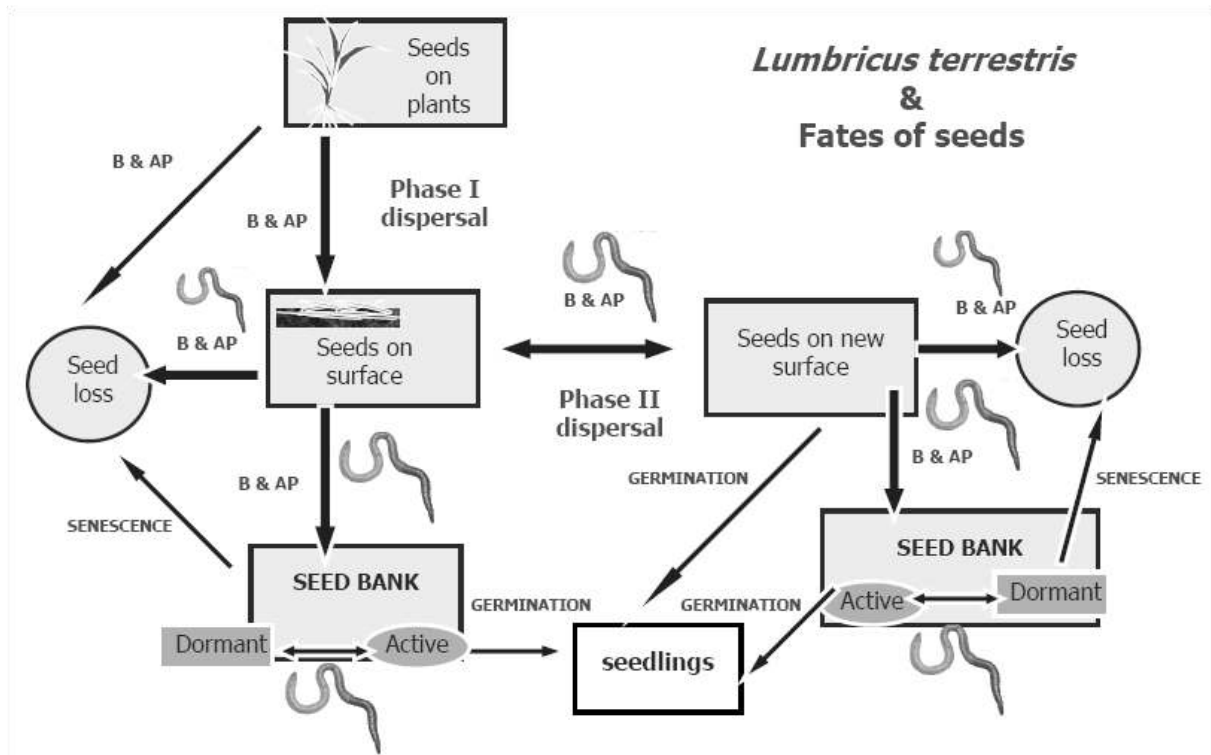 Seeds
on
plants
Lumbricus terrestris
&
Fates of seeds
B & AP
Phase I
dispersal
B & AP
B & AP
B & AP
B & AP
Seed
loss
Seeds on
surface
Seeds on new
surface
Seed
loss
Phase II
dispersal
B & AP
B & AP
GERMINATION
SENESCENCE
SENESCENCE
SEED BANK
SEED BANK
GERMINATION
GERMINATION
Active
Dormant
Dormant
Active
seedlings